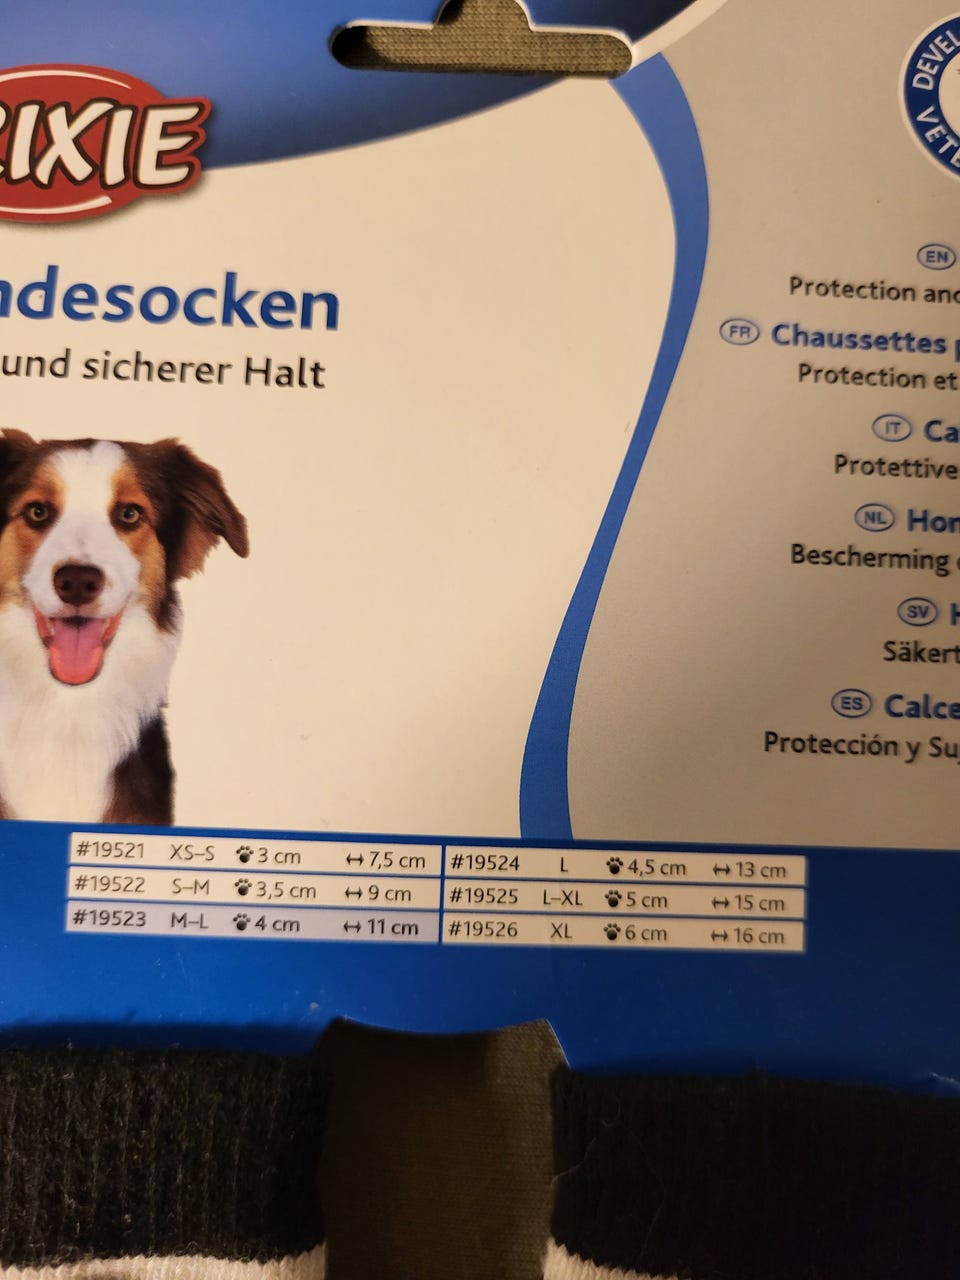 RIXIE
ndesocken
und sicherer Halt
DEVEL
VETE
EN
Protection and
FR Chaussettes p
Protection et
IT Ca
Protettive
NL Hon
Bescherming
SV H
Säkert
ES Calce
Protección y Suj
#19521 XS–S 3 cm ↔ 7,5 cm
#19522 S–M 3,5 cm ↔ 9 cm
#19523 M–L 4 cm ↔ 11 cm
#19524 L 4,5 cm ↔ 13 cm
#19525 L–XL 5 cm ↔ 15 cm
#19526 XL 6 cm ↔ 16 cm